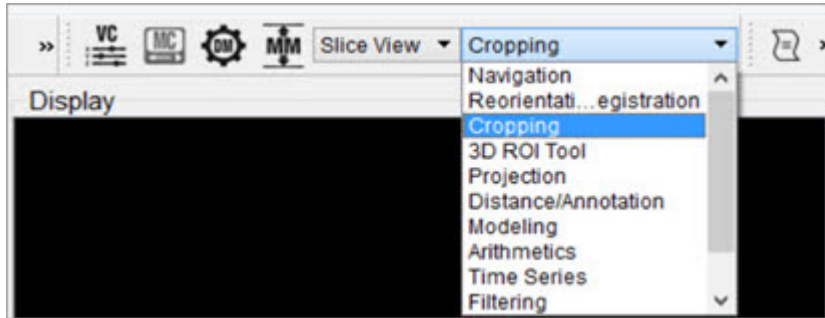 » VC MC DM MM Slice View Cropping
Display
Navigation
Reorientati...egistration
Cropping
3D ROI Tool
Projection
Distance/Annotation
Modeling
Arithmetics
Time Series
Filtering